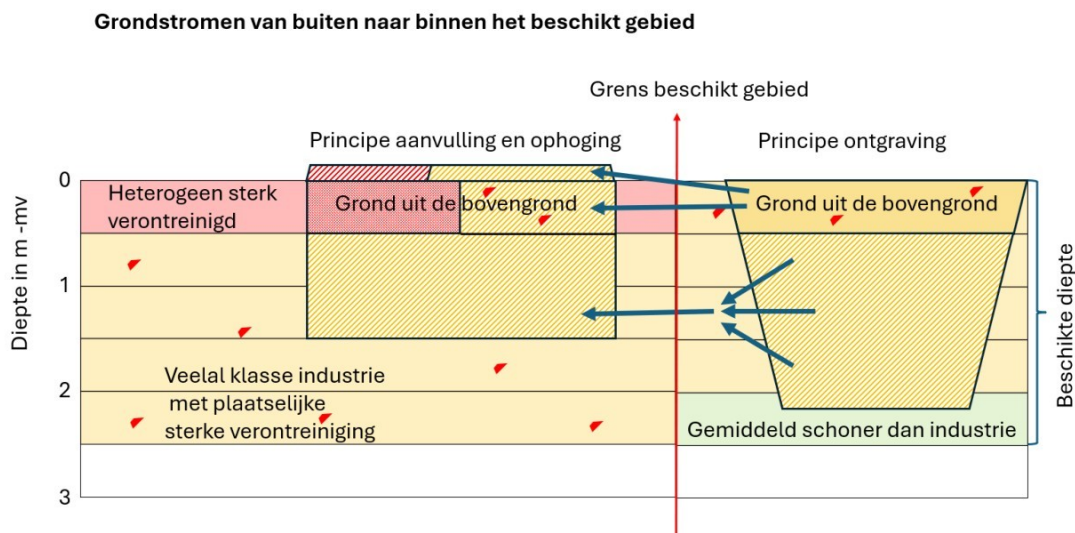 Grondstromen van buiten naar binnen het beschikt gebied
Grens beschikt gebied
Principe aanvulling en ophoging
Principe ontgraving
0
Heterogeen sterk
verontreinigd
Grond uit de bovengrond
Grond uit de bovengrond
Diepte in m -mv
1
Beschikte diepte
2
Veelal klasse industrie
met plaatselijke
sterke verontreiniging
Gemiddeld schoner dan industrie
3